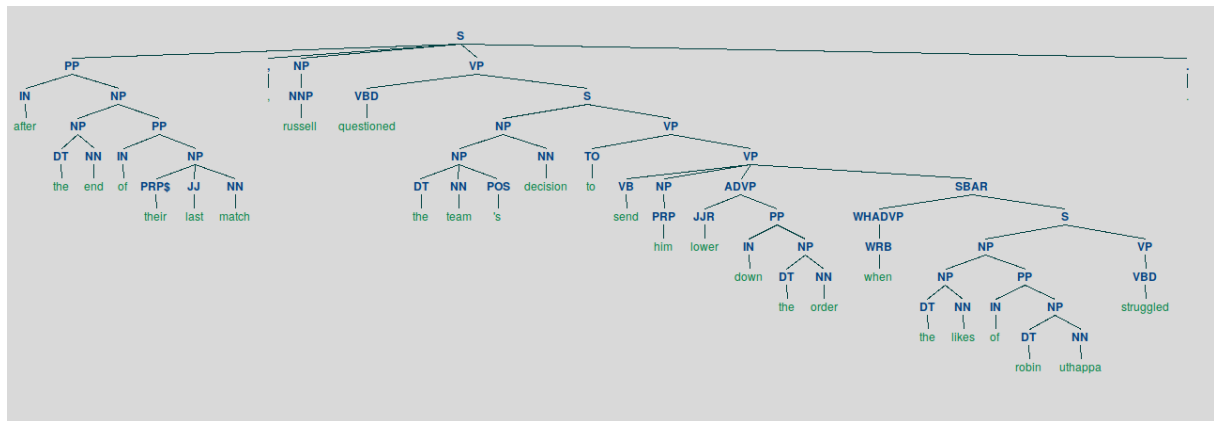 S
PP , NP VP .
IN NP , NNP VBD S .
after NP PP russell questioned NP VP
DT NN IN NP NP NN TO VP
the end of PRP$ JJ NN DT NN POS decision to VB NP ADVP SBAR
their last match the team 's send PRP JJR PP WHADVP S
him lower IN NP WRB NP VP
down DT NN when NP PP VBD
the order DT NN IN NP struggled
the likes of DT NN
robin uthappa